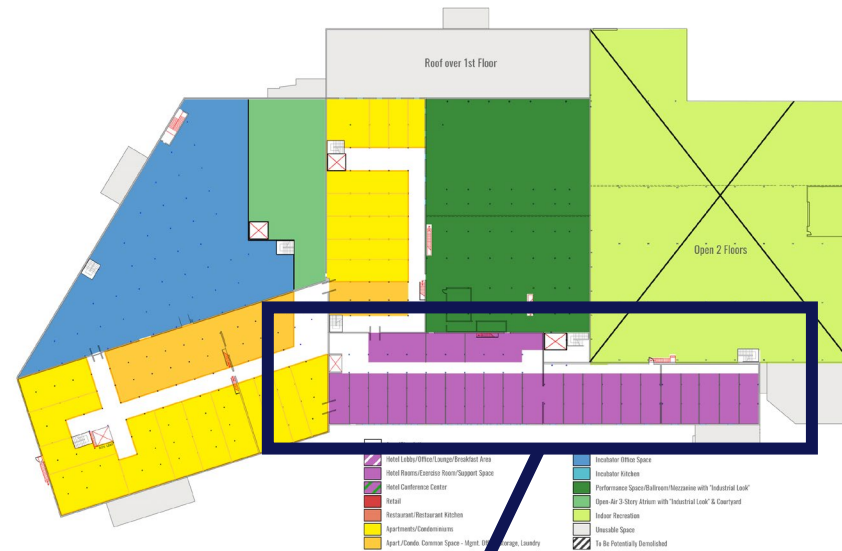 Roof over 1st Floor
Open 2 Floors
Hotel Lobby/Office/Lounge/Breakfast Area
Hotel Rooms/Exercise Room/Support Space
Hotel Conference Center
Retail
Restaurant/Restaurant Kitchen
Apartments/Condominiums
Apart./Condo. Common Space - Mgmt. Storage, Laundry
Incubator Office Space
Incubator Kitchen
Performance Space/Ballroom/Mezzanine with "Industrial Look"
Open-Air 3-Story Atrium with "Industrial Look" & Courtyard
Indoor Recreation
Unusable Space
To Be Potentially Demolished